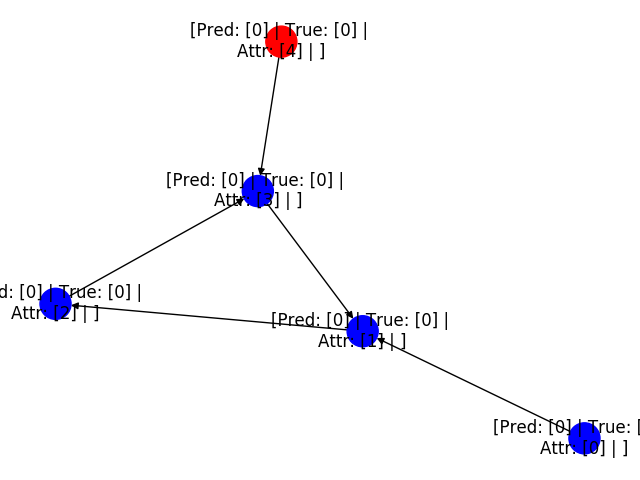 [Pred: [0] | True: [0] |
Attr: [4] | ]
[Pred: [0] | True: [0] |
Attr: [3] | ]
d: [0] | True: [0] |
Attr: [2] | ]
[Pred: [0] | True: [0] |
Attr: [1] | ]
[Pred: [0] | True: [
Attr: [0] | ]